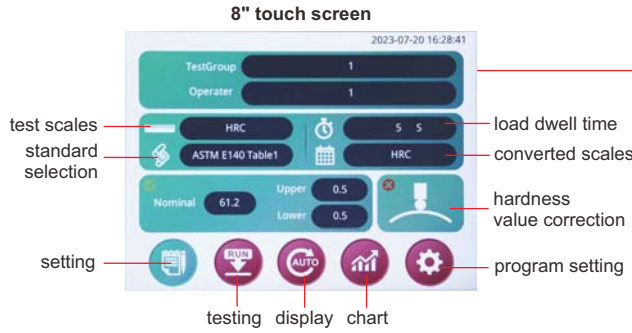 8" touch screen
2023-07-20 16:28:41
TestGroup 1
Operater 1
test scales
HRC
5 S
load dwell time
standard
selection
ASTM E140 Table1
HRC
converted scales
Nominal 61.2
Upper 0.5
Lower 0.5
hardness
value correction
setting
RUN
AUTO
program setting
testing
display
chart